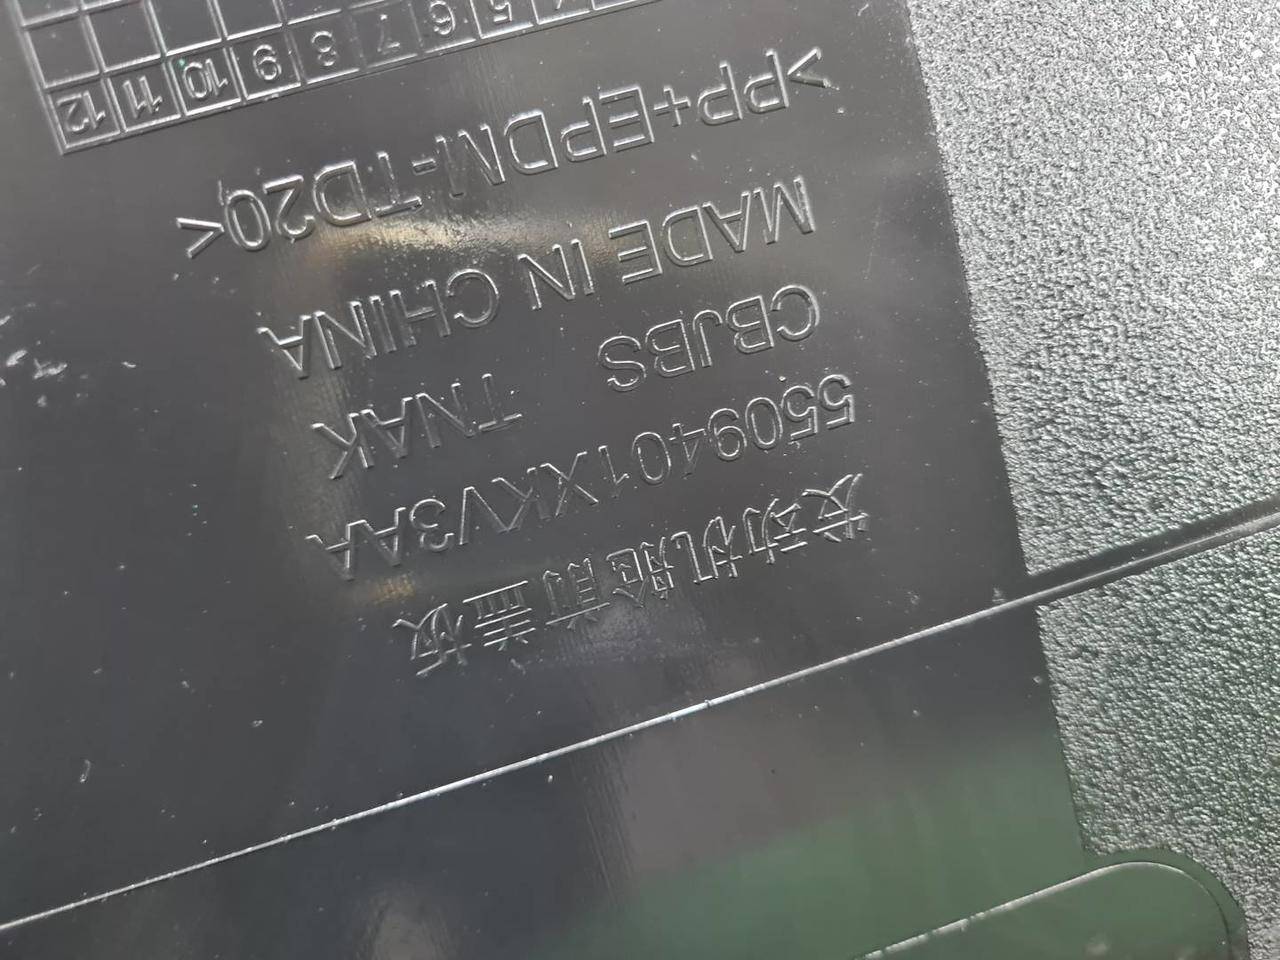 发动机舱前盖板
5509401XKV3AA
CBJBS TNAK
MADE IN CHINA
>PP+EPDM-TD20<
5 6 7 8 9 10 11 12